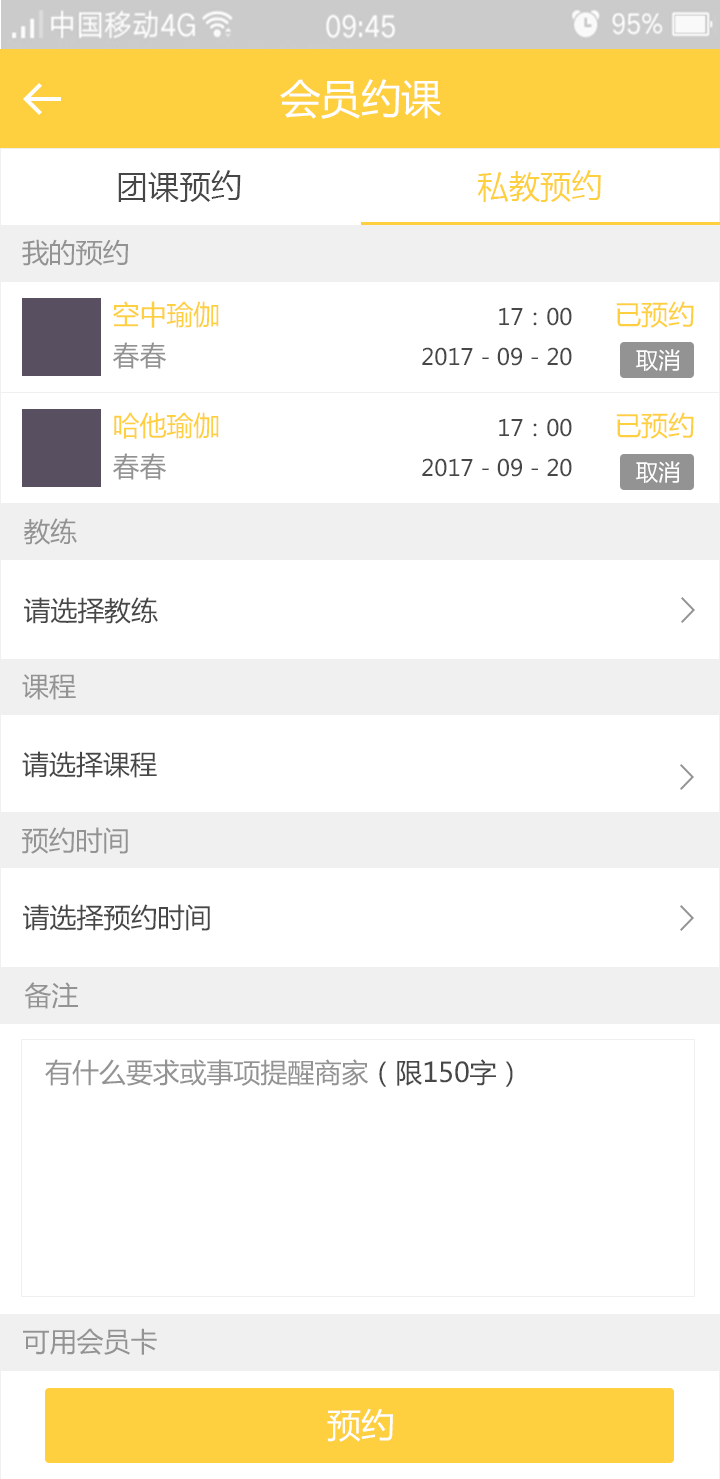 中国移动4G 09:45 95%
会员约课
团课预约 私教预约
我的预约
空中瑜伽 17：00 已预约
春春 2017 - 09 - 20 取消
哈他瑜伽 17：00 已预约
春春 2017 - 09 - 20 取消
教练
请选择教练
课程
请选择课程
预约时间
请选择预约时间
备注
有什么要求或事项提醒商家（限150字）
可用会员卡
预约